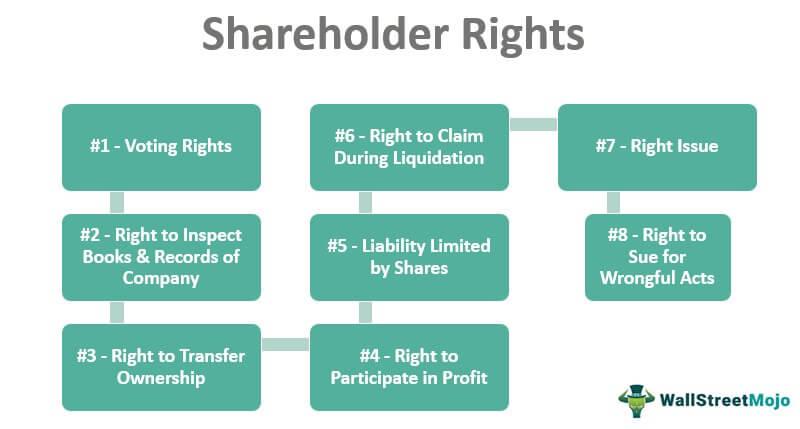 Shareholder Rights
#1 - Voting Rights
#2 - Right to Inspect
Books & Records of
Company
#3 - Right to Transfer
Ownership
#4 - Right to
Participate in Profit
#5 - Liability Limited
by Shares
#6 - Right to Claim
During Liquidation
#7 - Right Issue
#8 - Right to
Sue for
Wrongful Acts
WallStreetMojo